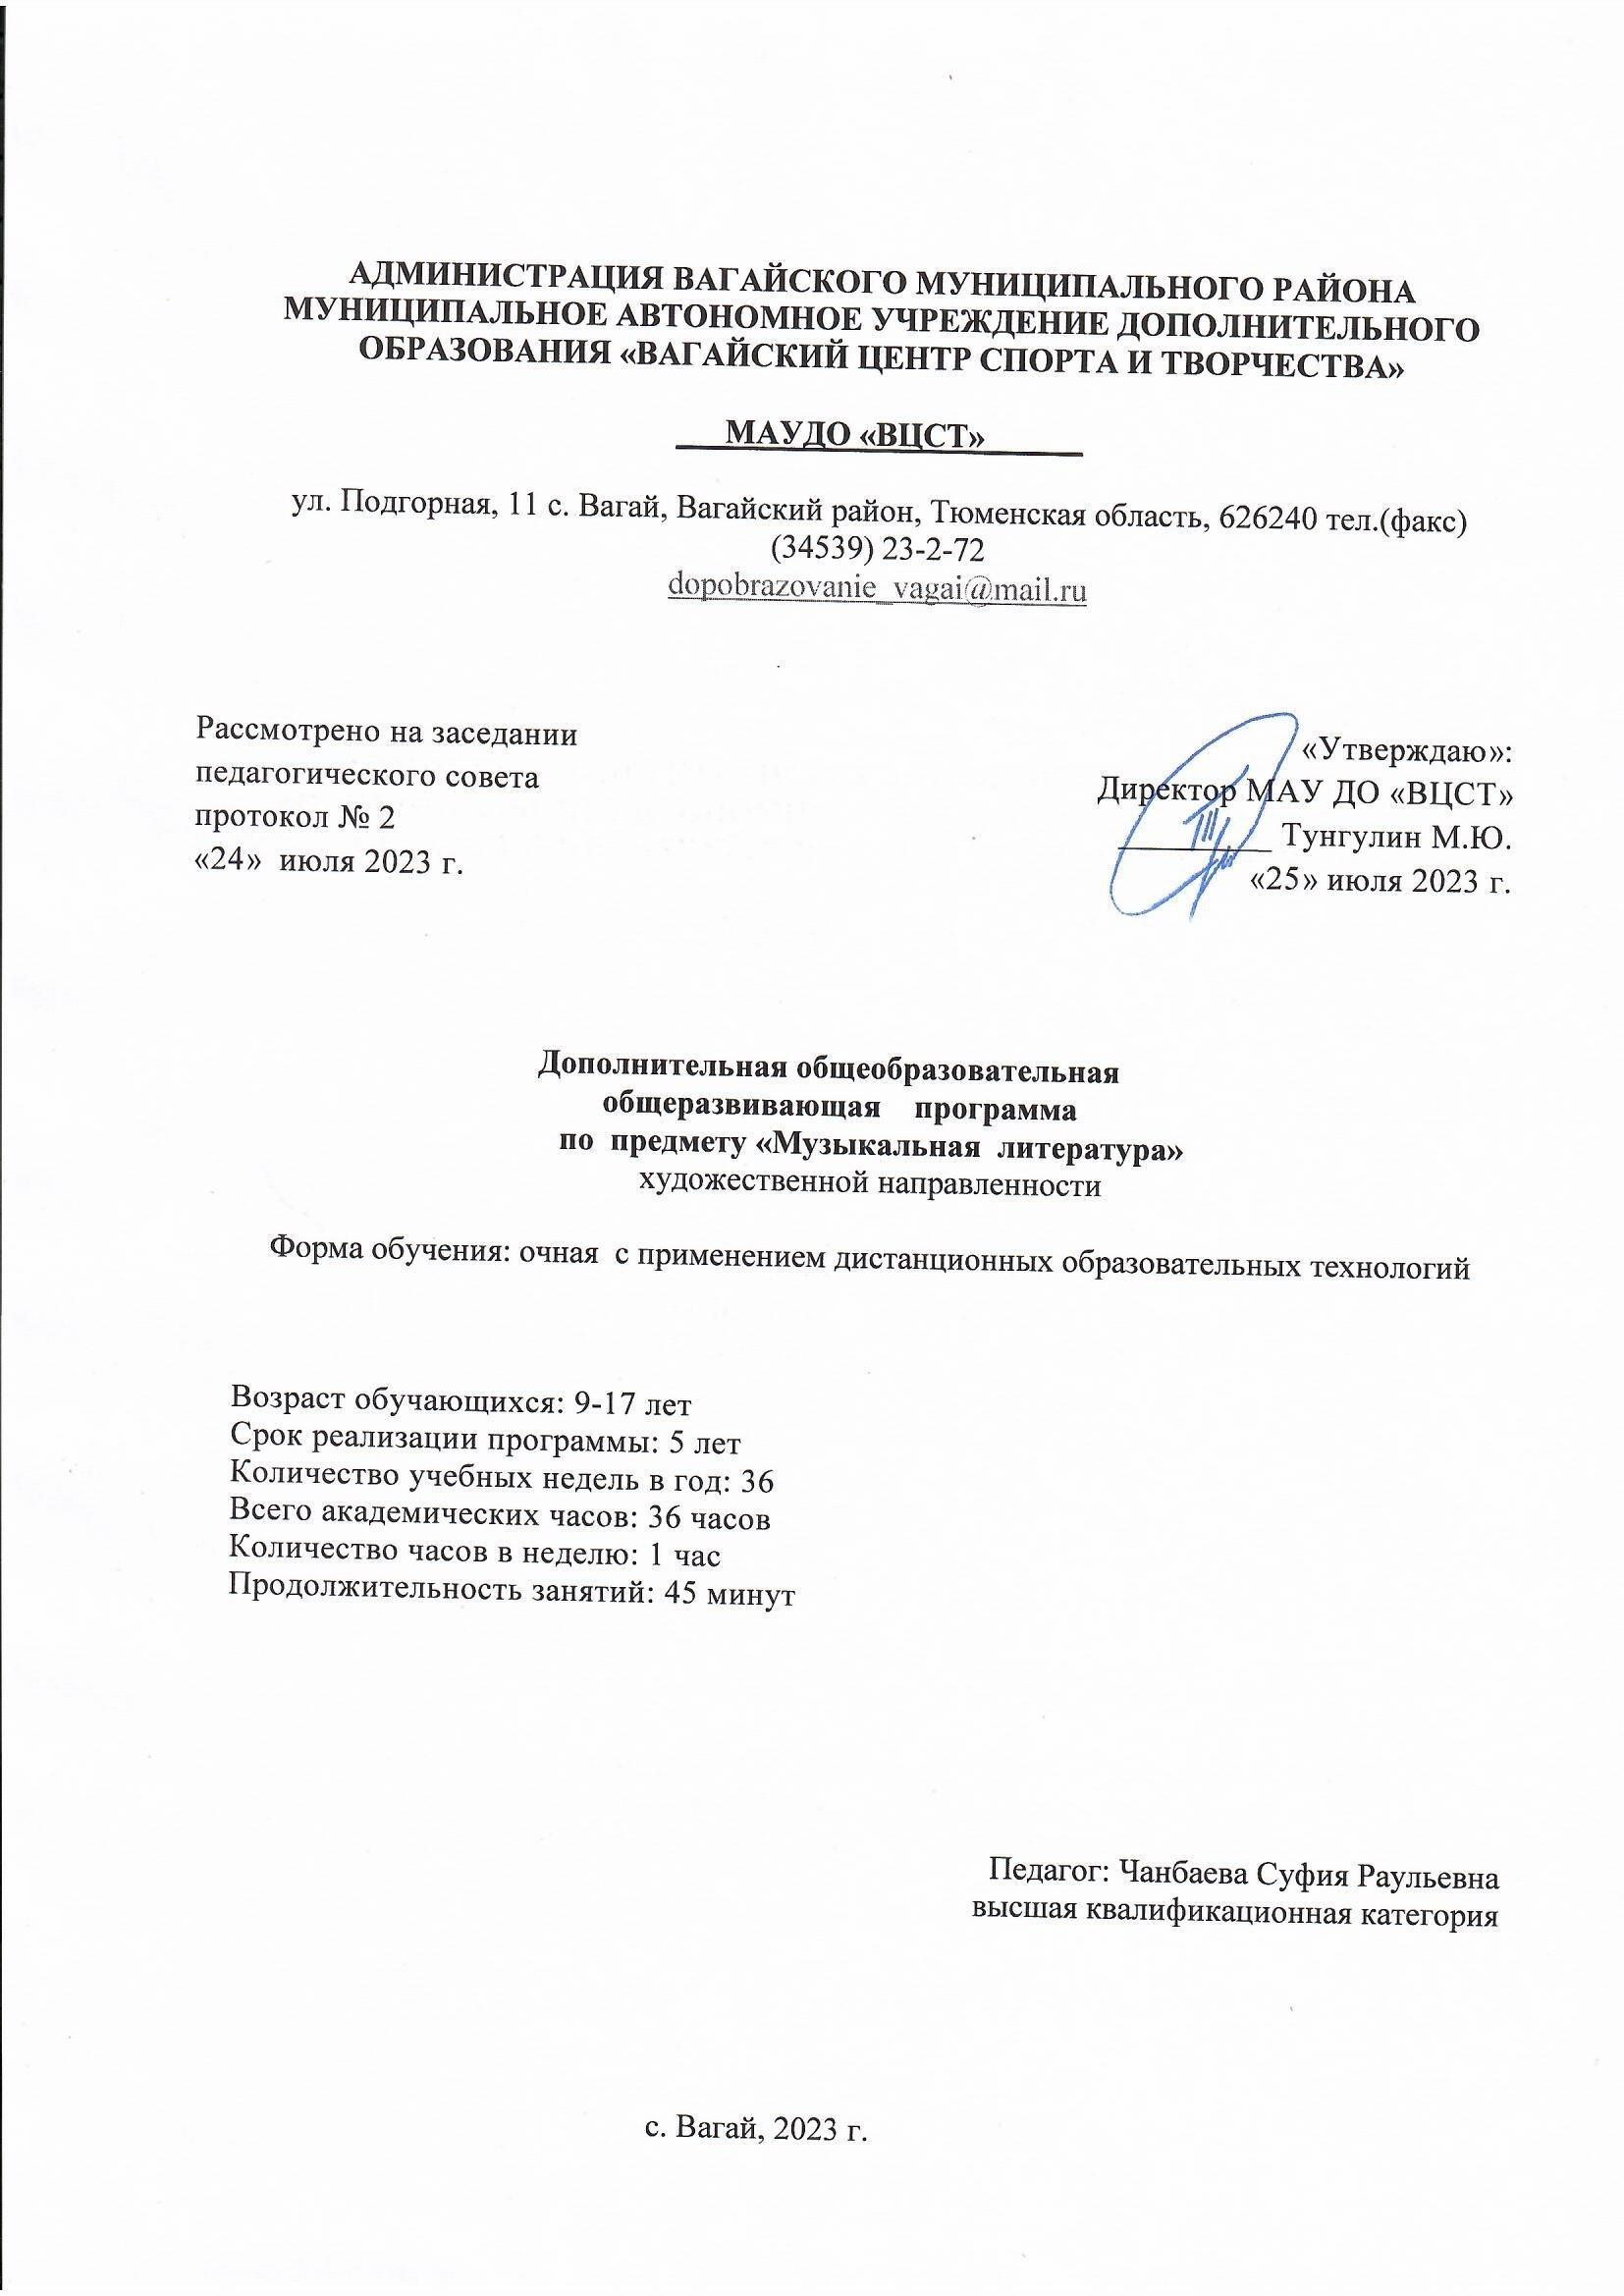 АДМИНИСТРАЦИЯ ВАГАЙСКОГО МУНИЦИПАЛЬНОГО РАЙОНА
МУНИЦИПАЛЬНОЕ АВТОНОМНОЕ УЧРЕЖДЕНИЕ ДОПОЛНИТЕЛЬНОГО
ОБРАЗОВАНИЯ «ВАГАЙСКИЙ ЦЕНТР СПОРТА И ТВОРЧЕСТВА»
МАУДО «ВЦСТ»
ул. Подгорная, 11 с. Вагай, Вагайский район, Тюменская область, 626240 тел.(факс)
(34539) 23-2-72
dopobrazovanie_vagai@mail.ru
Рассмотрено на заседании
педагогического совета
протокол № 2
«24» июля 2023 г.
«Утверждаю»:
Директор МАУ ДО «ВЦСТ»
_________ Тунгулин М.Ю.
«25» июля 2023 г.
Дополнительная общеобразовательная
общеразвивающая программа
по предмету «Музыкальная литература»
художественной направленности
Форма обучения: очная с применением дистанционных образовательных технологий
Возраст обучающихся: 9-17 лет
Срок реализации программы: 5 лет
Количество учебных недель в год: 36
Всего академических часов: 36 часов
Количество часов в неделю: 1 час
Продолжительность занятий: 45 минут
Педагог: Чанбаева Суфия Раульевна
высшая квалификационная категория
с. Вагай, 2023 г.